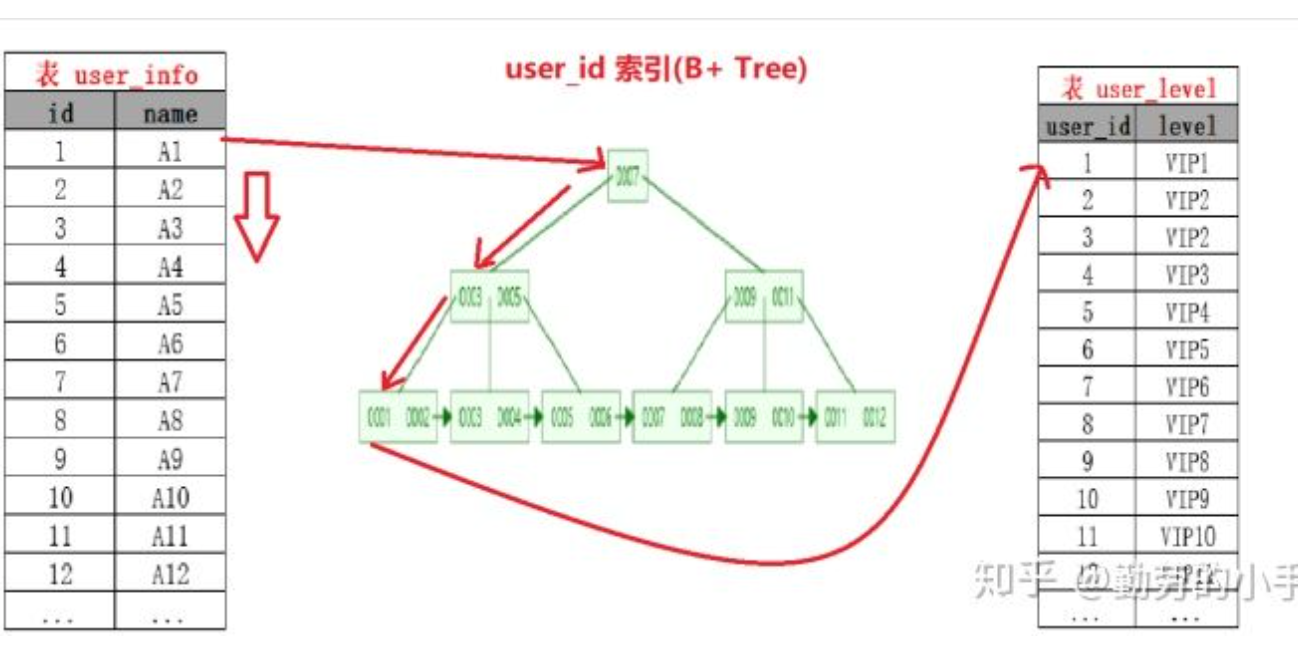 表 user_info
id name
1 A1
2 A2
3 A3
4 A4
5 A5
6 A6
7 A7
8 A8
9 A9
10 A10
11 A11
12 A12
... ...
user_id 索引(B+ Tree)
0007
0003 0005
0009 0011
0001 0002 0003 0004 0005 0006 0007 0008 0009 0010 0011 0012
表 user_level
user_id level
1 VIP1
2 VIP2
3 VIP2
4 VIP3
5 VIP4
6 VIP5
7 VIP6
8 VIP7
9 VIP8
10 VIP9
11 VIP10
12
... ...
知乎 @勤劳的小手